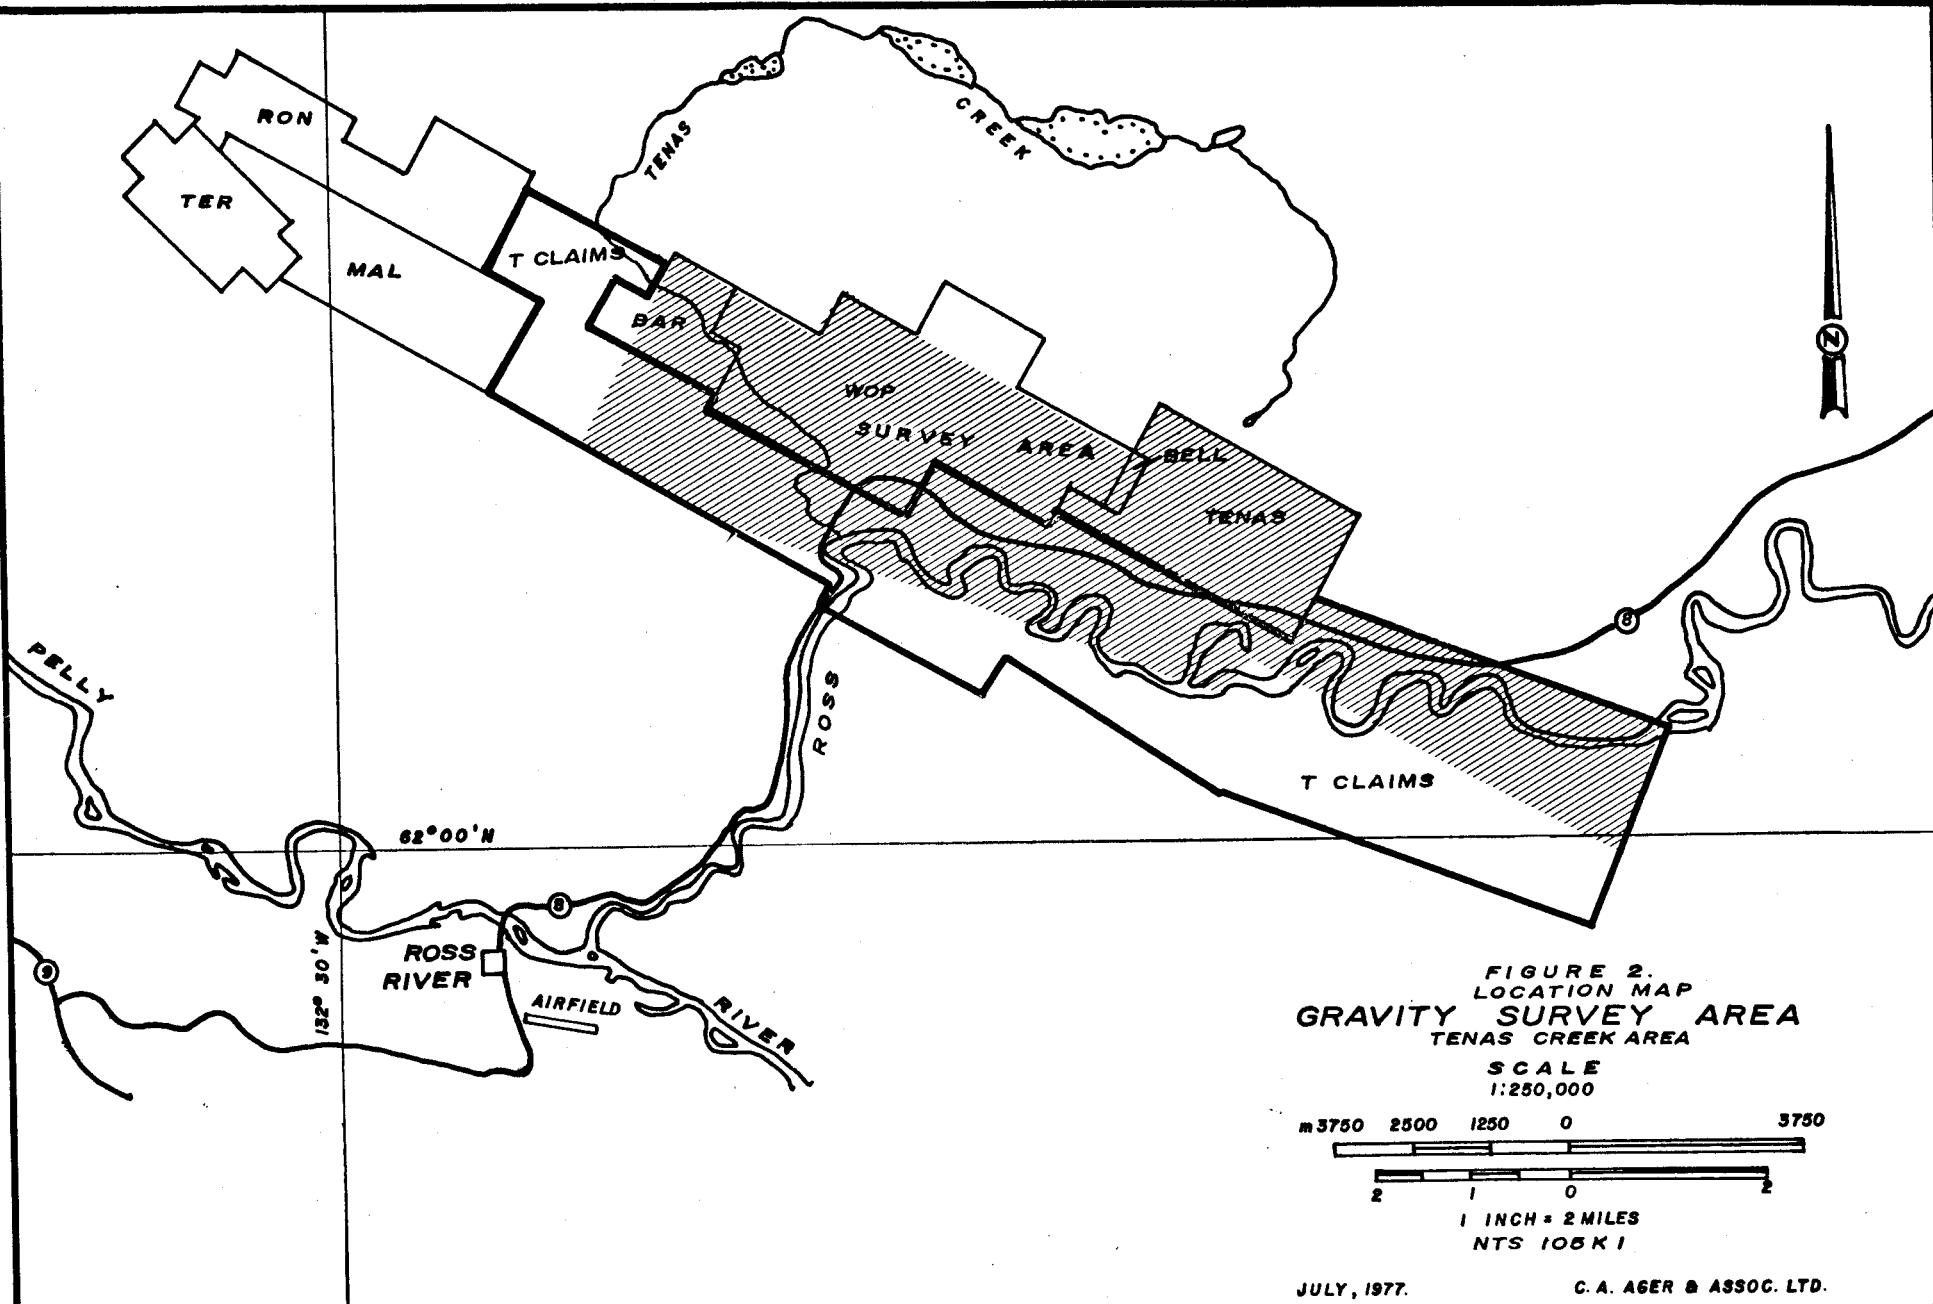 RON
TENAS
CREEK
TER
MAL
T CLAIMS
BAR
WOP
SURVEY AREA
BELL
TENAS
N
8
PELLY
ROSS
T CLAIMS
62°00'N
8
132° 30'W
ROSS
RIVER
9
AIRFIELD
RIVER
FIGURE 2.
LOCATION MAP
GRAVITY SURVEY AREA
TENAS CREEK AREA
SCALE
1:250,000
m 3750 2500 1250 0 3750
2 1 0 2
1 INCH = 2 MILES
NTS 105 K 1
JULY, 1977. C. A. AGER & ASSOC. LTD.